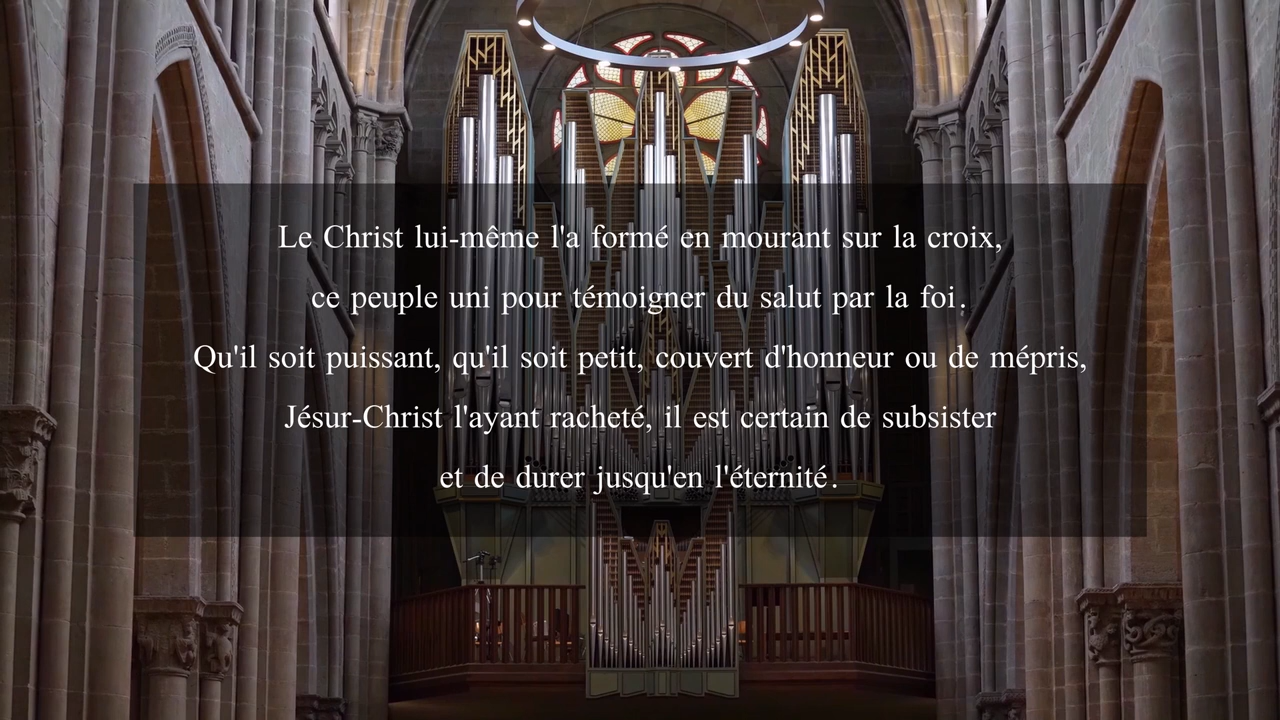 Le Christ lui-même l'a formé en mourant sur la croix,
ce peuple uni pour témoigner du salut par la foi.
Qu'il soit puissant, qu'il soit petit, couvert d'honneur ou de mépris,
Jésur-Christ l'ayant racheté, il est certain de subsister
et de durer jusqu'en l'éternité.